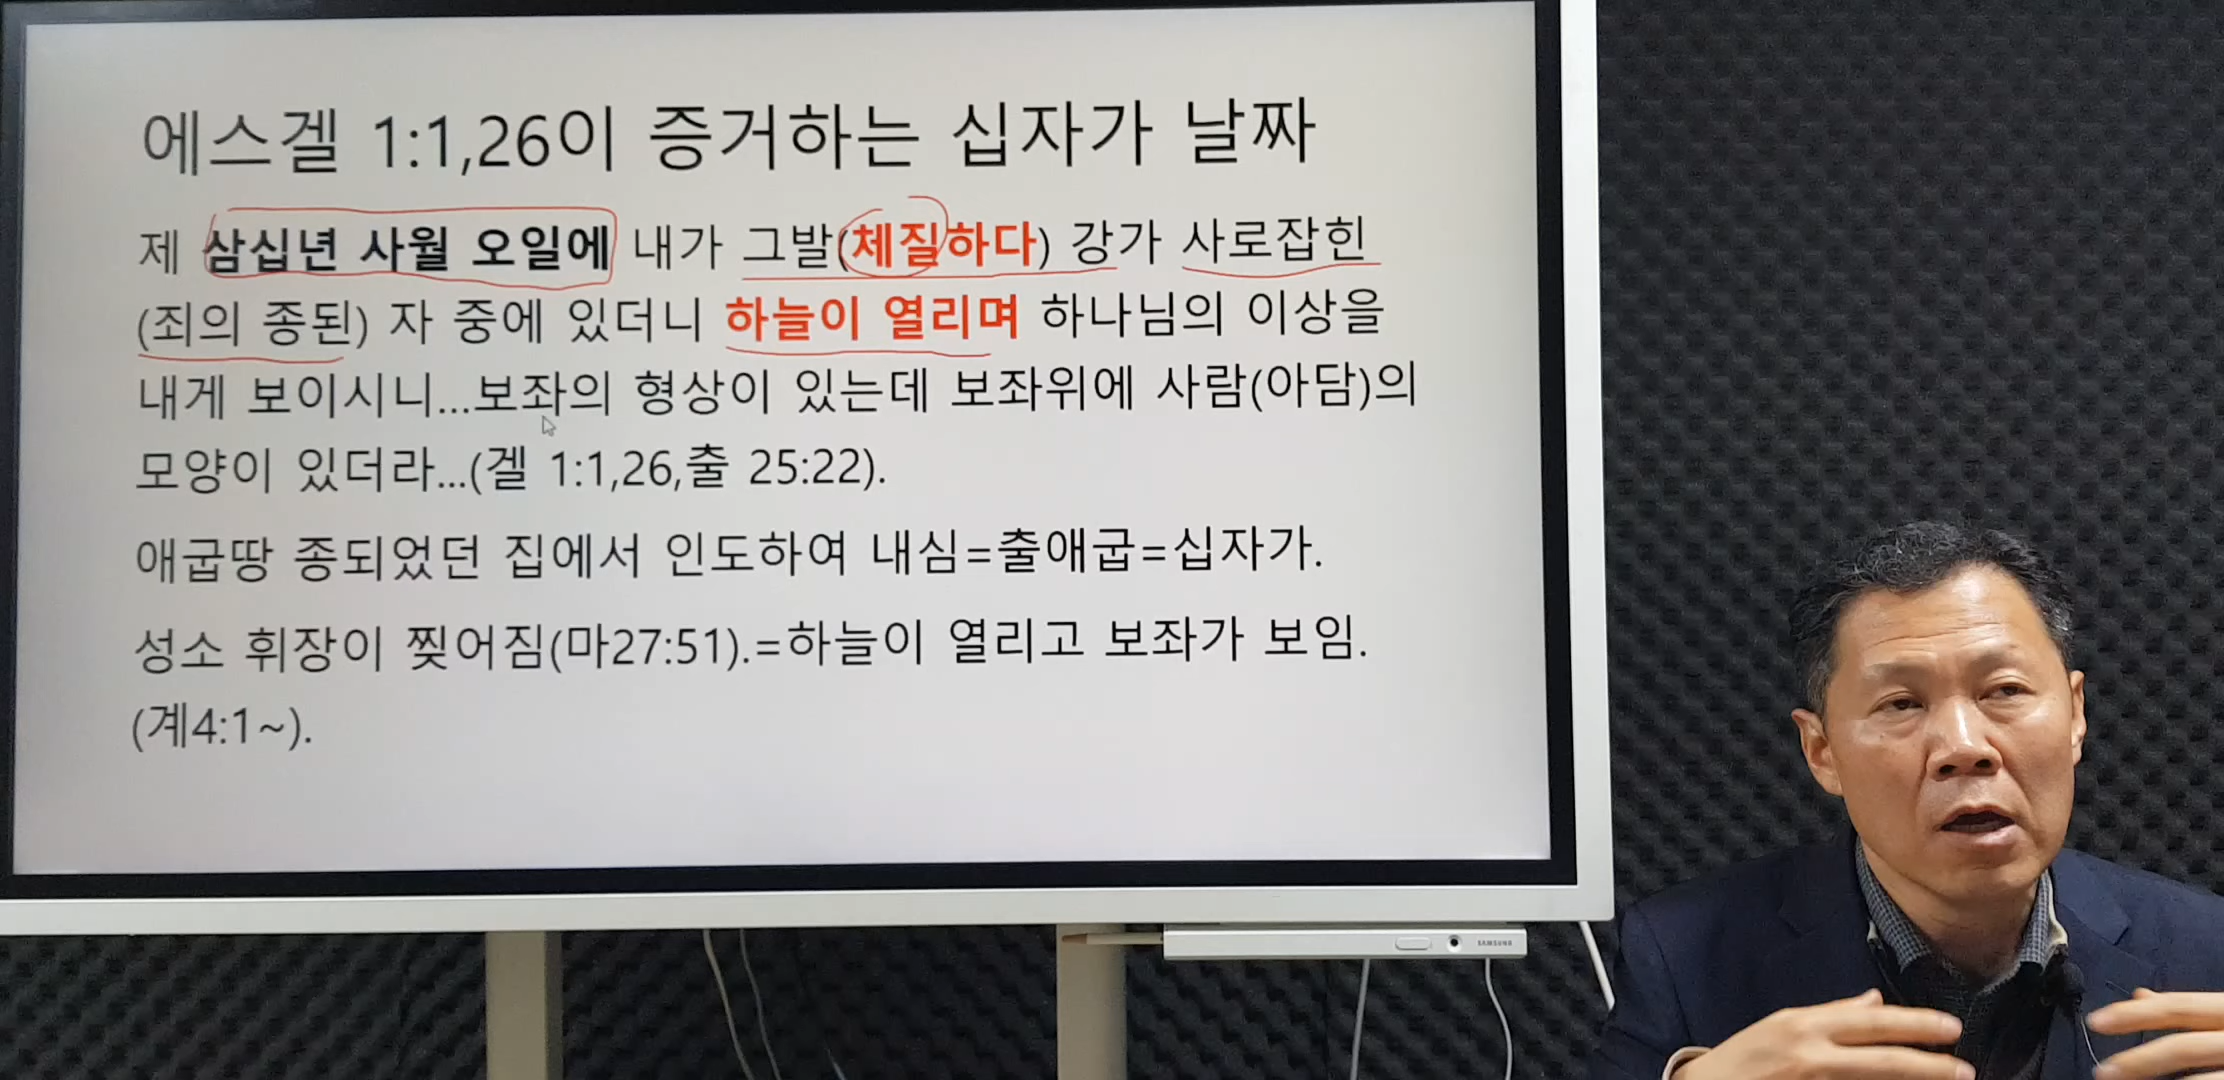 에스겔 1:1,26이 증거하는 십자가 날짜
제 삼십년 사월 오일에 내가 그발(체질하다) 강가 사로잡힌
(죄의 종된) 자 중에 있더니 하늘이 열리며 하나님의 이상을
내게 보이시니...보좌의 형상이 있는데 보좌위에 사람(아담)의
모양이 있더라...(겔 1:1,26,출 25:22).
애굽땅 종되었던 집에서 인도하여 내심=출애굽=십자가.
성소 휘장이 찢어짐(마27:51).=하늘이 열리고 보좌가 보임.
(계4:1~).
SAMSUNG